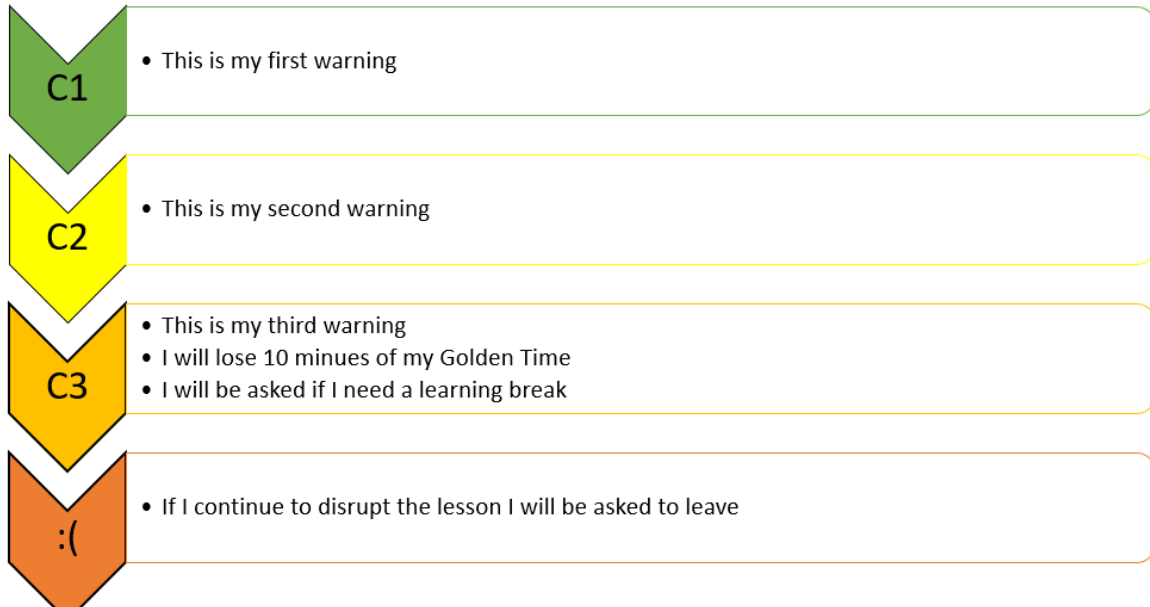 C1
• This is my first warning
C2
• This is my second warning
C3
• This is my third warning
• I will lose 10 minues of my Golden Time
• I will be asked if I need a learning break
:(
• If I continue to disrupt the lesson I will be asked to leave